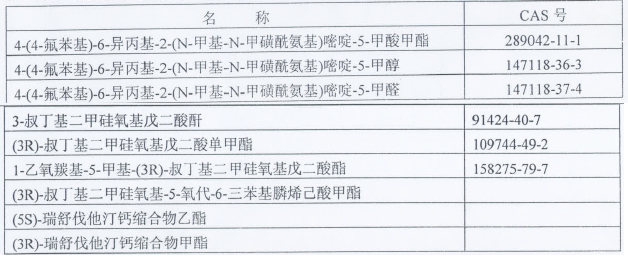 名 称 CAS 号
4-(4-氟苯基)-6-异丙基-2-(N-甲基-N-甲磺酰氨基)嘧啶-5-甲酸甲酯 289042-11-1
4-(4-氟苯基)-6-异丙基-2-(N-甲基-N-甲磺酰氨基)嘧啶-5-甲醇 147118-36-3
4-(4-氟苯基)-6-异丙基-2-(N-甲基-N-甲磺酰氨基)嘧啶-5-甲醛 147118-37-4
3-叔丁基二甲硅氧基戊二酸酐 91424-40-7
(3R)-叔丁基二甲硅氧基戊二酸单甲酯 109744-49-2
1-乙氧羰基-5-甲基-(3R)-叔丁基二甲硅氧基戊二酸酯 158275-79-7
(3R)-叔丁基二甲硅氧基-5-氧代-6-三苯基膦烯己酸甲酯
(5S)-瑞舒伐他汀钙缩合物乙酯
(3R)-瑞舒伐他汀钙缩合物甲酯